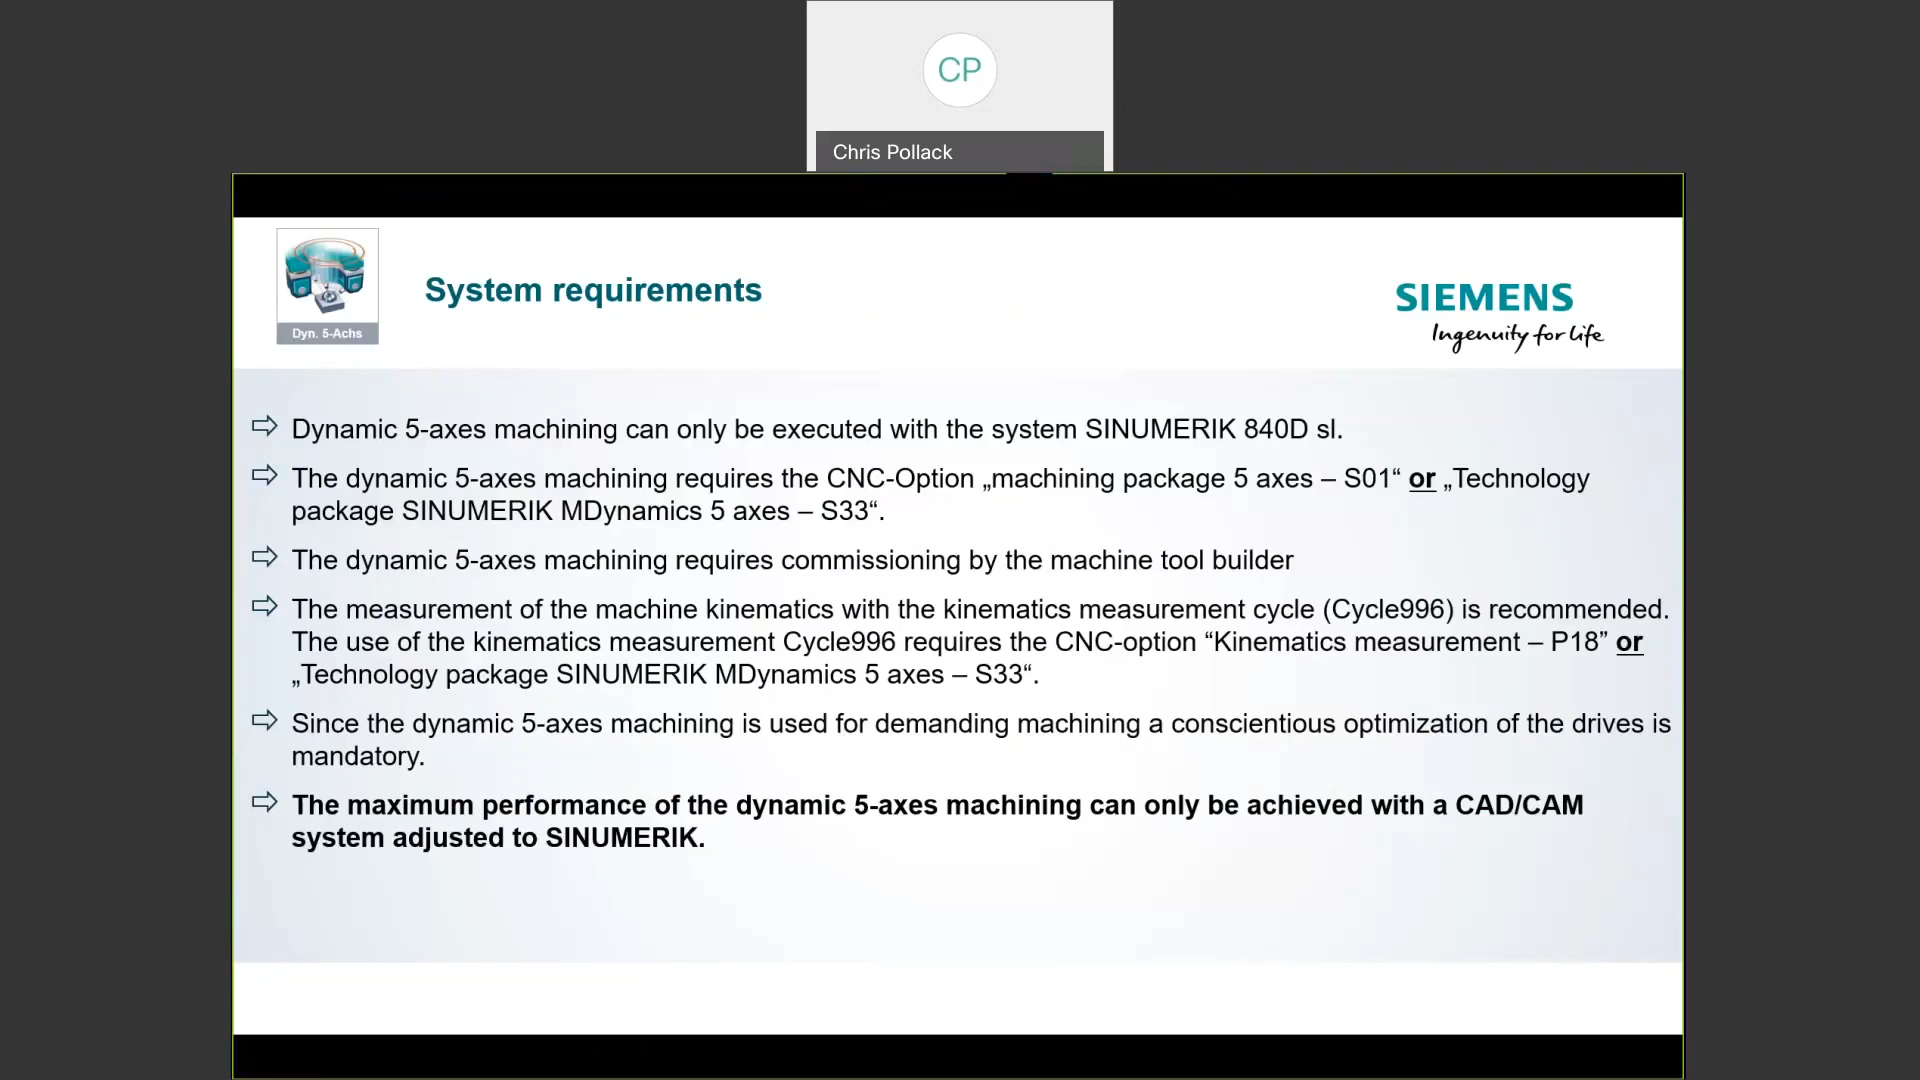 CP
Chris Pollack
Dyn. 5-Achs
System requirements
SIEMENS
Ingenuity for life
Dynamic 5-axes machining can only be executed with the system SINUMERIK 840D sl.
The dynamic 5-axes machining requires the CNC-Option „machining package 5 axes – S01“ or „Technology
package SINUMERIK MDynamics 5 axes – S33“.
The dynamic 5-axes machining requires commissioning by the machine tool builder
The measurement of the machine kinematics with the kinematics measurement cycle (Cycle996) is recommended.
The use of the kinematics measurement Cycle996 requires the CNC-option “Kinematics measurement – P18” or
„Technology package SINUMERIK MDynamics 5 axes – S33“.
Since the dynamic 5-axes machining is used for demanding machining a conscientious optimization of the drives is
mandatory.
The maximum performance of the dynamic 5-axes machining can only be achieved with a CAD/CAM
system adjusted to SINUMERIK.